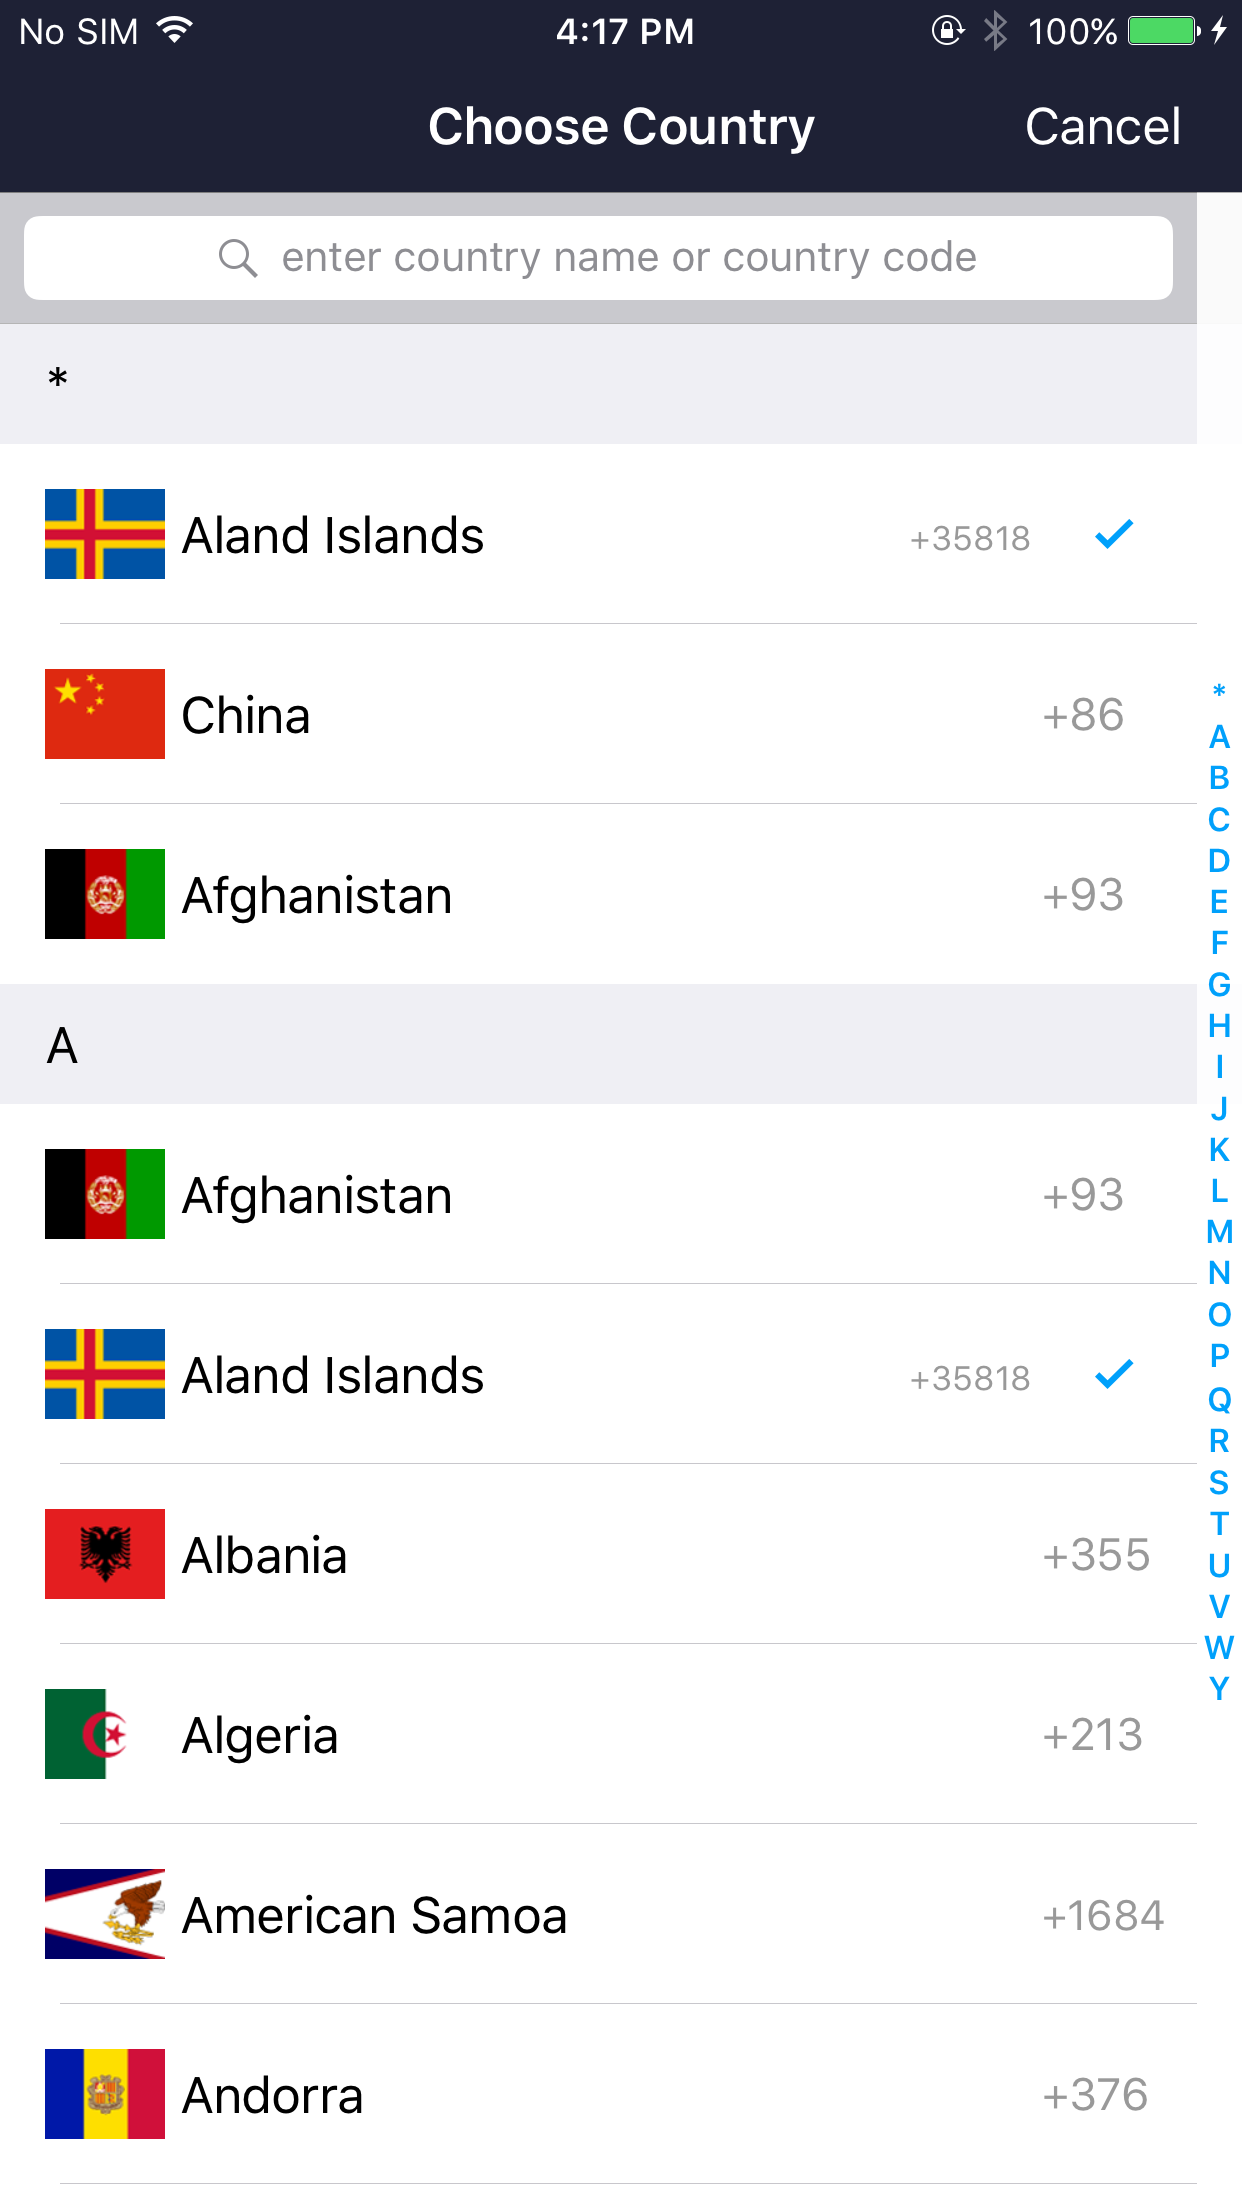 No SIM 4:17 PM 100%
Choose Country Cancel
enter country name or country code
*
Aland Islands +35818
China +86
Afghanistan +93
A
Afghanistan +93
Aland Islands +35818
Albania +355
Algeria +213
American Samoa +1684
Andorra +376
*
A
B
C
D
E
F
G
H
I
J
K
L
M
N
O
P
Q
R
S
T
U
V
W
Y